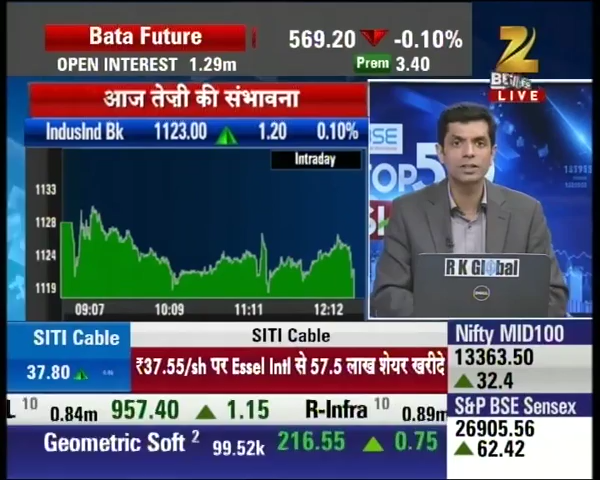 Bata Future
569.20 -0.10%
OPEN INTEREST 1.29m
Prem 3.40
Z
LIVE
आज तेज़ी की संभावना
IndusInd Bk 1123.00 1.20 0.10%
Intraday
1133
1128
1124
1119
09:07 10:09 11:11 12:12
TOP
R K Global
DELL
SITI Cable
37.80
SITI Cable
₹37.55/sh पर Essel Intl से 57.5 लाख शेयर खरीदे
Nifty MID100
13363.50
32.4
L 10 0.84m 957.40 1.15 R-Infra 10 0.89m
S&P BSE Sensex
26905.56
62.42
Geometric Soft 2 99.52k 216.55 0.75